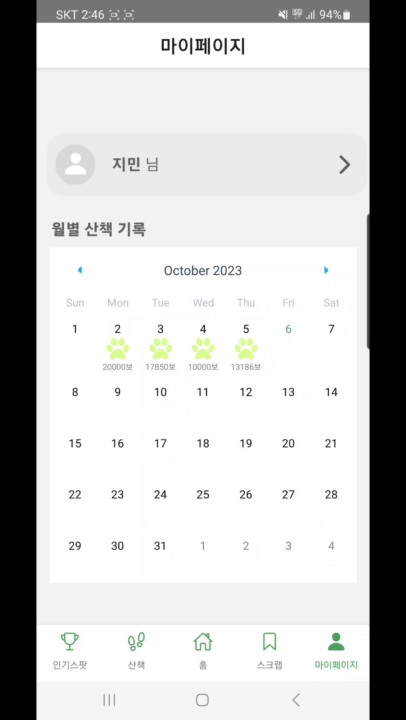 SKT 2:46 94%
마이페이지
지민 님
월별 산책 기록
October 2023
Sun Mon Tue Wed Thu Fri Sat
1 2 3 4 5 6 7
20000보 17850보 10000보 13186보
8 9 10 11 12 13 14
15 16 17 18 19 20 21
22 23 24 25 26 27 28
29 30 31 1 2 3 4
인기스팟 산책 홈 스크랩 마이페이지